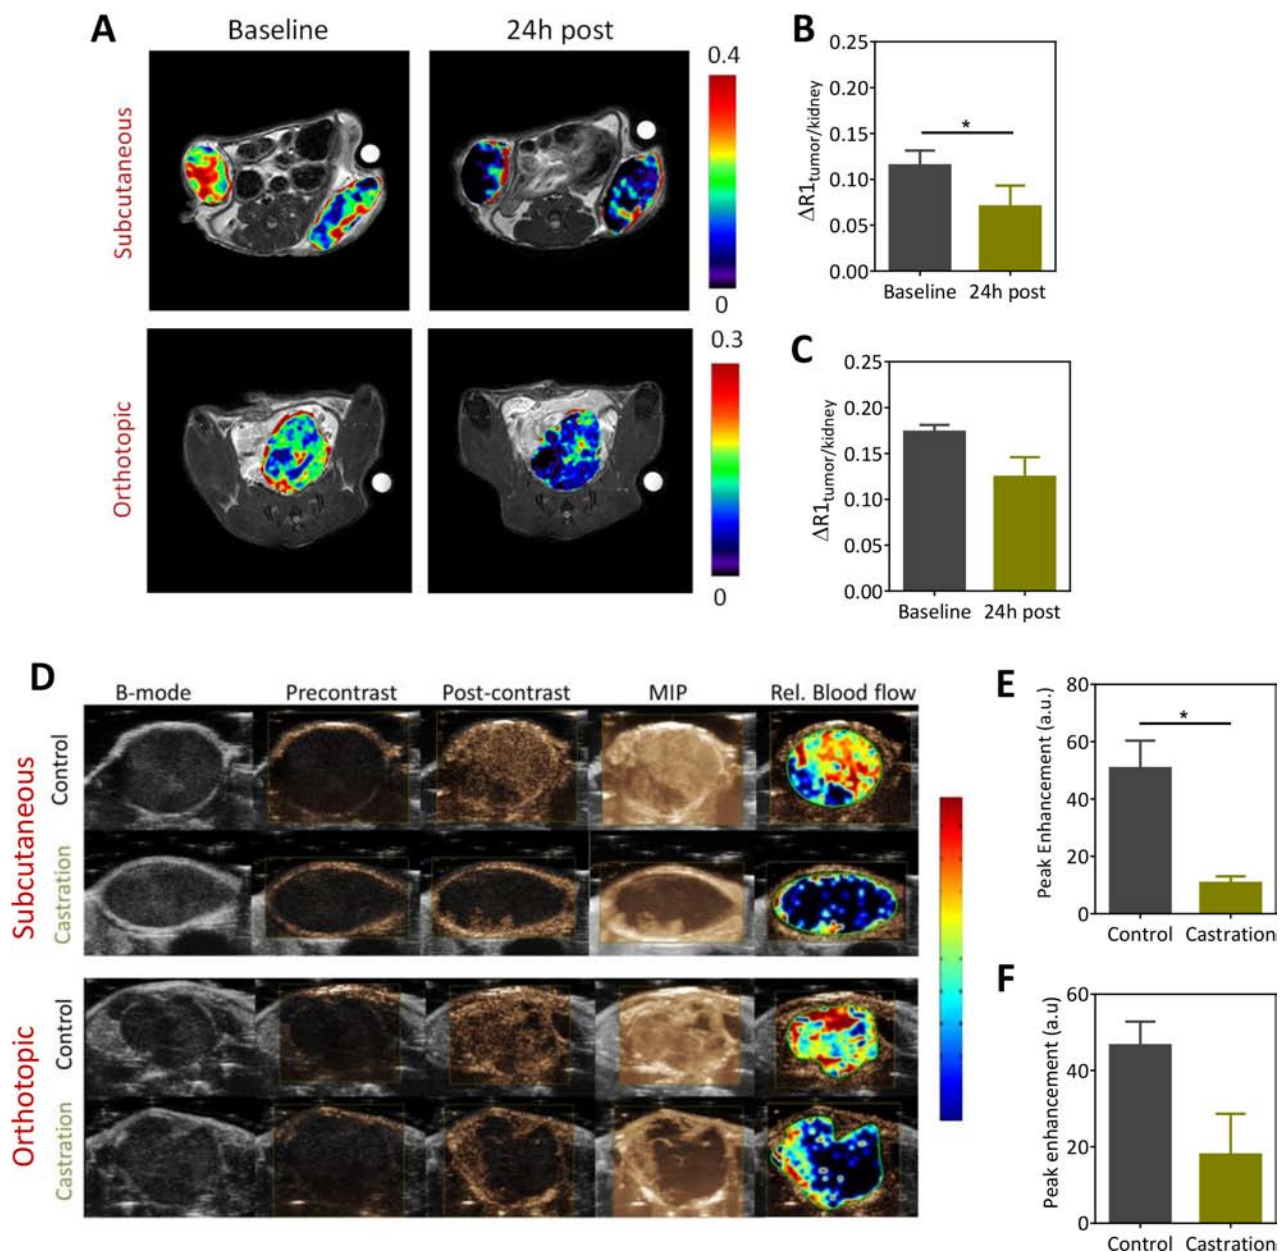 A
Baseline
24h post
Subcutaneous
0.4
0
Orthotopic
0.3
0
B
ΔR1tumor/kidney
0.25
0.20
0.15
0.10
0.05
0.00
*
Baseline
24h post
C
ΔR1tumor/kidney
0.25
0.20
0.15
0.10
0.05
0.00
Baseline
24h post
D
B-mode
Precontrast
Post-contrast
MIP
Rel. Blood flow
Subcutaneous
Control
Castration
Orthotopic
Control
Castration
E
Peak Enhancement (a.u.)
80
60
40
20
0
*
Control
Castration
F
Peak enhancement (a.u)
60
40
20
0
Control
Castration